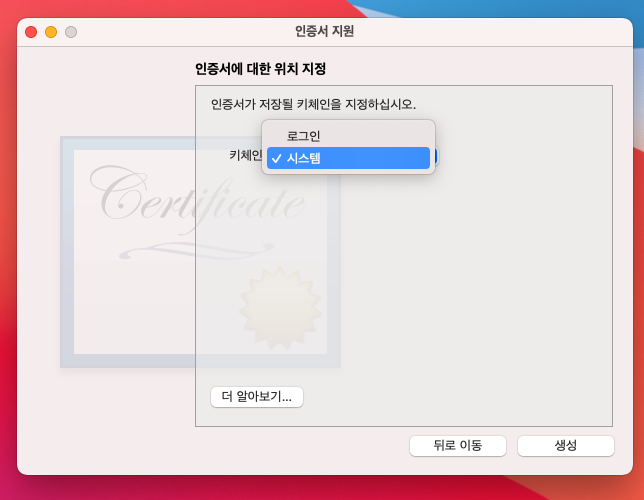 인증서 지원
인증서에 대한 위치 지정
인증서가 저장될 키체인을 지정하십시오.
로그인
키체인
✓ 시스템
Certificate
더 알아보기...
뒤로 이동
생성